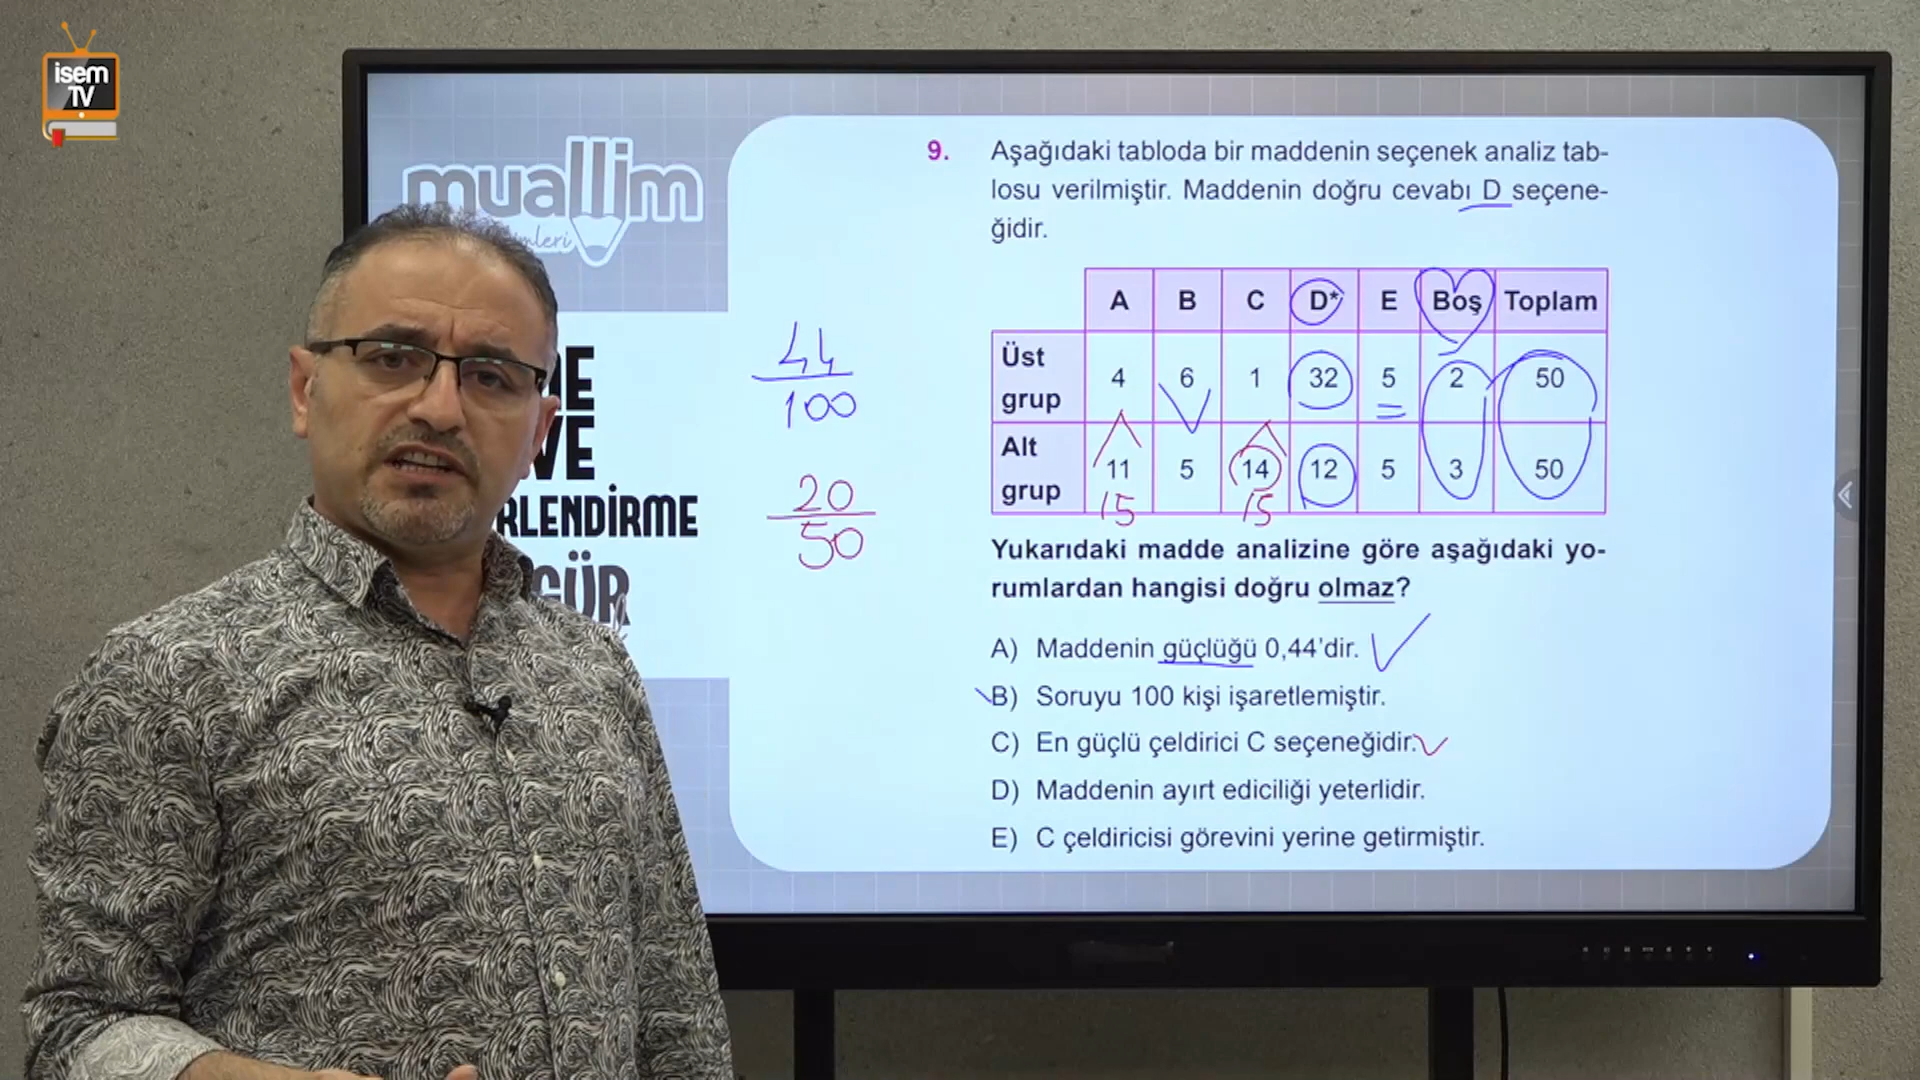 isem
TV
muallim
9. Aşağıdaki tabloda bir maddenin seçenek analiz tab-
losu verilmiştir. Maddenin doğru cevabı D seçene-
ğidir.
A B C D* E Boş Toplam
Üst grup 4 6 1 32 5 2 50
Alt grup 11 5 14 12 5 3 50
15 15
44
100
20
50
RLENDİRME
Yukarıdaki madde analizine göre aşağıdaki yo-
rumlardan hangisi doğru olmaz?
A) Maddenin güçlüğü 0,44'dir.
B) Soruyu 100 kişi işaretlemiştir.
C) En güçlü çeldirici C seçeneğidir.
D) Maddenin ayırt ediciliği yeterlidir.
E) C çeldiricisi görevini yerine getirmiştir.